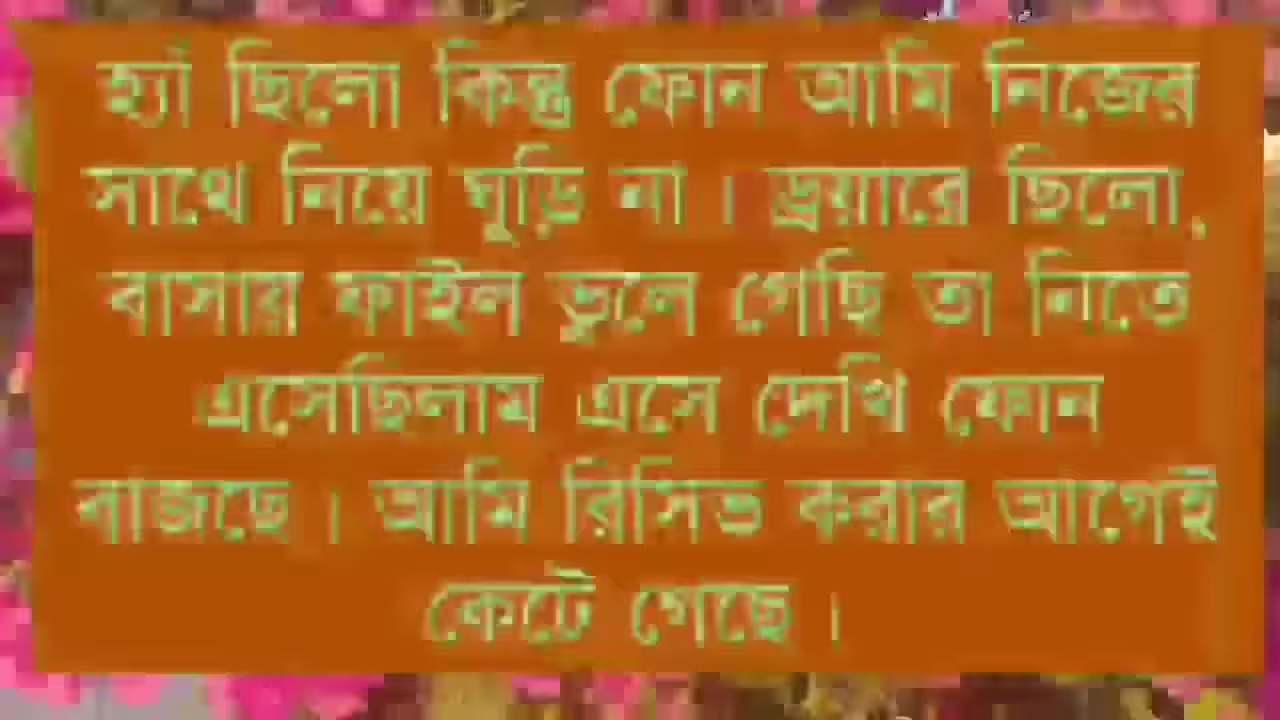 হ্যাঁ ছিলো কিন্তু ফোন আমি নিজের
সাথে নিয়ে ঘুড়ি না। ড্রয়ারে ছিলো,
বাসায় ফাইল ভুলে গেছি তা নিতে
এসেছিলাম এসে দেখি ফোন
বাজছে। আমি রিসিভ করার আগেই
কেটে গেছে।